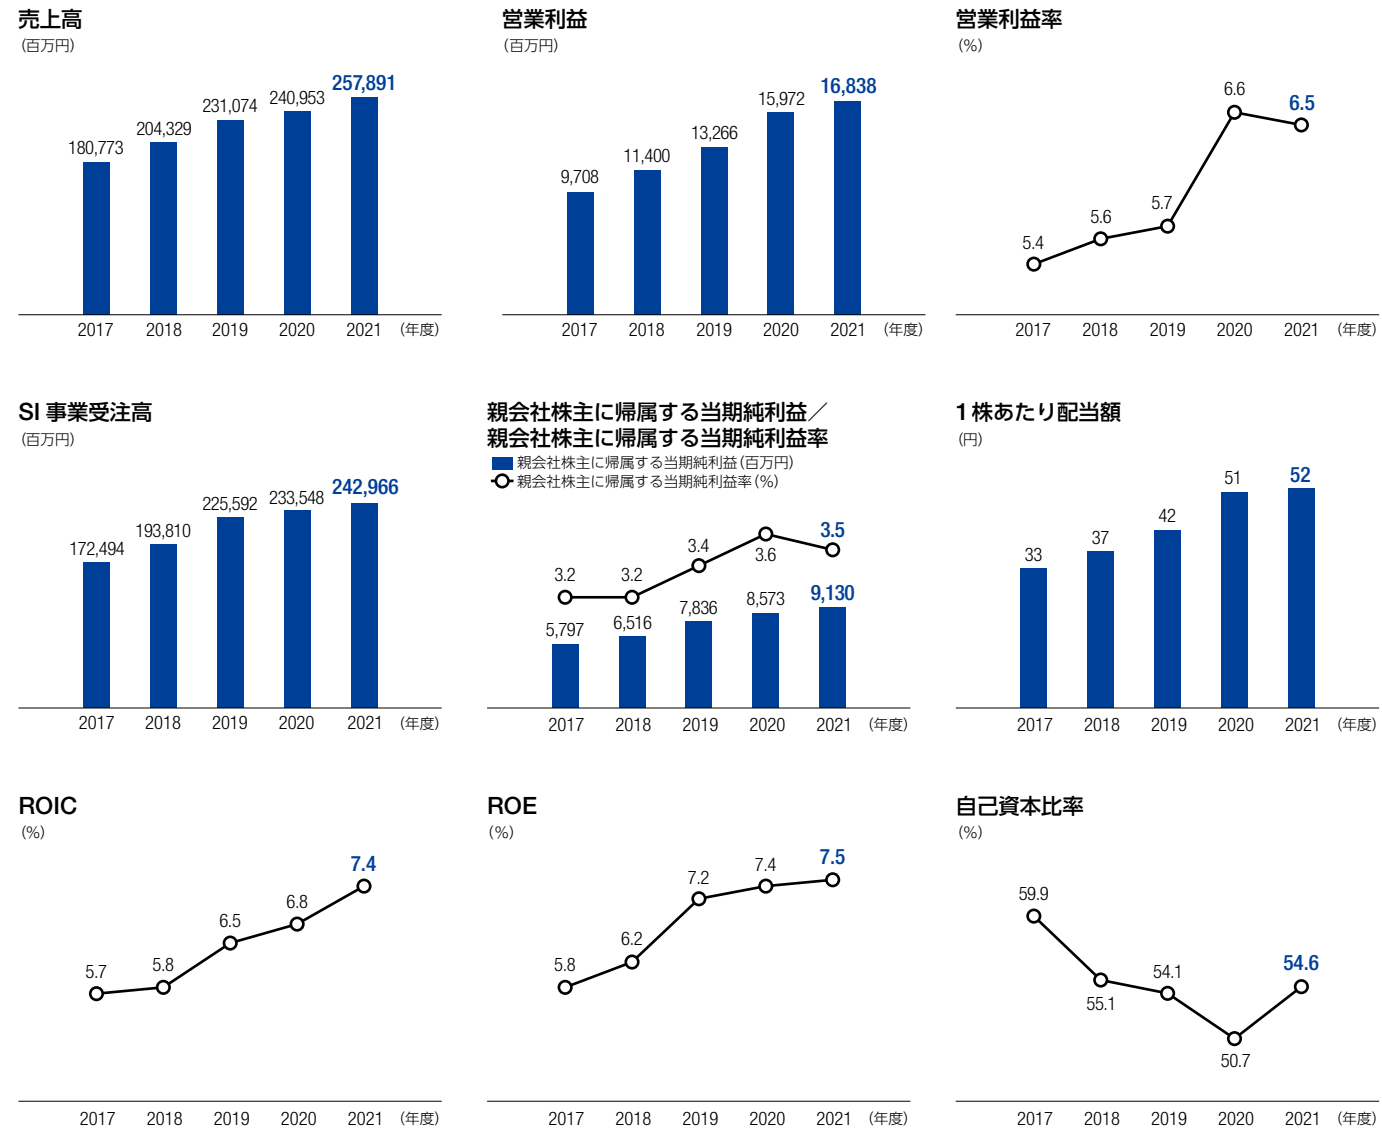 売上高
(百万円)
257,891
240,953
231,074
204,329
180,773
2017 2018 2019 2020 2021 (年度)
営業利益
(百万円)
16,838
15,972
13,266
11,400
9,708
2017 2018 2019 2020 2021 (年度)
営業利益率
(%)
6.6
6.5
5.7
5.6
5.4
2017 2018 2019 2020 2021 (年度)
SI 事業受注高
(百万円)
242,966
233,548
225,592
193,810
172,494
2017 2018 2019 2020 2021 (年度)
親会社株主に帰属する当期純利益／
親会社株主に帰属する当期純利益率
親会社株主に帰属する当期純利益(百万円)
親会社株主に帰属する当期純利益率(%)
3.5
3.4
3.6
3.2 3.2
9,130
8,573
7,836
6,516
5,797
2017 2018 2019 2020 2021 (年度)
1株あたり配当額
(円)
52
51
42
37
33
2017 2018 2019 2020 2021 (年度)
ROIC
(%)
7.4
6.8
6.5
5.8
5.7
2017 2018 2019 2020 2021 (年度)
ROE
(%)
7.5
7.4
7.2
6.2
5.8
2017 2018 2019 2020 2021 (年度)
自己資本比率
(%)
59.9
54.6
54.1
55.1
50.7
2017 2018 2019 2020 2021 (年度)